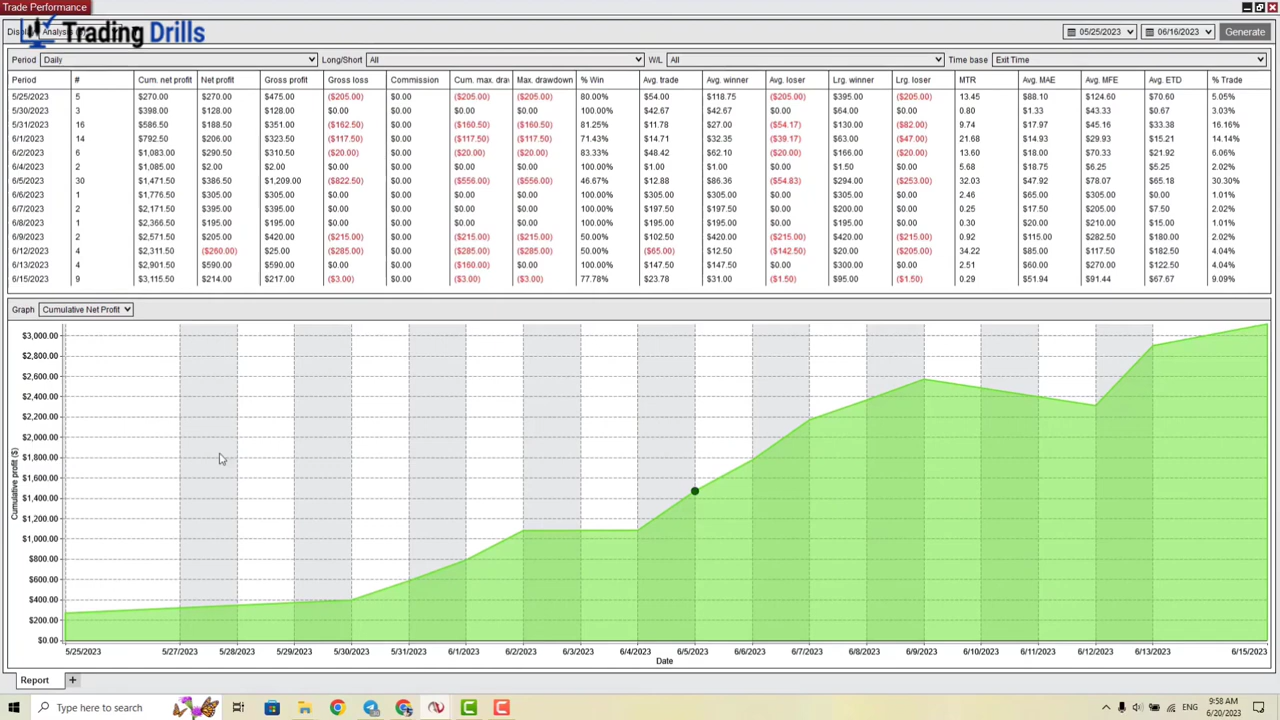 Trade Performance
Display Analysis Trading Drills 05/25/2023 06/16/2023 Generate
Period Daily Long/Short All W/L All Time base Exit Time
Period # Cum. net profit Net profit Gross profit Gross loss Commission Cum. max. drav Max. drawdown % Win Avg. trade Avg. winner Avg. loser Lrg. winner Lrg. loser MTR Avg. MAE Avg. MFE Avg. ETD % Trade
5/25/2023 5 $270.00 $270.00 $475.00 ($205.00) $0.00 ($205.00) ($205.00) 80.00% $54.00 $118.75 ($205.00) $395.00 ($205.00) 13.45 $88.10 $124.60 $70.60 5.05%
5/30/2023 3 $398.00 $128.00 $128.00 $0.00 $0.00 $0.00 $0.00 100.00% $42.67 $42.67 $0.00 $64.00 $0.00 0.80 $1.33 $43.33 $0.67 3.03%
5/31/2023 16 $586.50 $188.50 $351.00 ($162.50) $0.00 ($160.50) ($160.50) 81.25% $11.78 $27.00 ($54.17) $130.00 ($82.00) 9.74 $17.97 $45.16 $33.38 16.16%
6/1/2023 14 $792.50 $206.00 $323.50 ($117.50) $0.00 ($117.50) ($117.50) 71.43% $14.71 $32.35 ($39.17) $63.00 ($47.00) 21.68 $14.93 $29.93 $15.21 14.14%
6/2/2023 6 $1,083.00 $290.50 $310.50 ($20.00) $0.00 ($20.00) ($20.00) 83.33% $48.42 $62.10 ($20.00) $166.00 ($20.00) 13.60 $18.00 $70.33 $21.92 6.06%
6/4/2023 2 $1,085.00 $2.00 $2.00 $0.00 $0.00 $0.00 $0.00 100.00% $1.00 $1.00 $0.00 $1.50 $0.00 5.68 $18.75 $6.25 $5.25 2.02%
6/5/2023 30 $1,471.50 $386.50 $1,209.00 ($822.50) $0.00 ($556.00) ($556.00) 46.67% $12.88 $86.36 ($54.83) $294.00 ($253.00) 32.03 $47.92 $78.07 $65.18 30.30%
6/6/2023 1 $1,776.50 $305.00 $305.00 $0.00 $0.00 $0.00 $0.00 100.00% $305.00 $305.00 $0.00 $305.00 $0.00 2.46 $65.00 $305.00 $0.00 1.01%
6/7/2023 2 $2,171.50 $395.00 $395.00 $0.00 $0.00 $0.00 $0.00 100.00% $197.50 $197.50 $0.00 $200.00 $0.00 0.25 $17.50 $205.00 $7.50 2.02%
6/8/2023 1 $2,366.50 $195.00 $195.00 $0.00 $0.00 $0.00 $0.00 100.00% $195.00 $195.00 $0.00 $195.00 $0.00 0.30 $20.00 $210.00 $15.00 1.01%
6/9/2023 2 $2,571.50 $205.00 $420.00 ($215.00) $0.00 ($215.00) ($215.00) 50.00% $102.50 $420.00 ($215.00) $420.00 ($215.00) 0.92 $115.00 $282.50 $180.00 2.02%
6/12/2023 4 $2,311.50 ($260.00) $25.00 ($285.00) $0.00 ($285.00) ($285.00) 50.00% ($65.00) $12.50 ($142.50) $20.00 ($205.00) 34.22 $85.00 $117.50 $182.50 4.04%
6/13/2023 4 $2,901.50 $590.00 $590.00 $0.00 $0.00 ($160.00) $0.00 100.00% $147.50 $147.50 $0.00 $300.00 $0.00 2.51 $60.00 $270.00 $122.50 4.04%
6/15/2023 9 $3,115.50 $214.00 $217.00 ($3.00) $0.00 ($3.00) ($3.00) 77.78% $23.78 $31.00 ($1.50) $95.00 ($1.50) 0.29 $51.94 $91.44 $67.67 9.09%
Graph Cumulative Net Profit
$3,000.00
$2,800.00
$2,600.00
$2,400.00
$2,200.00
$2,000.00
$1,800.00
$1,600.00
$1,400.00
$1,200.00
$1,000.00
$800.00
$600.00
$400.00
$200.00
$0.00
Cumulative profit ($)
5/25/2023 5/27/2023 5/28/2023 5/29/2023 5/30/2023 5/31/2023 6/1/2023 6/2/2023 6/3/2023 6/4/2023 6/5/2023 6/6/2023 6/7/2023 6/8/2023 6/9/2023 6/10/2023 6/11/2023 6/12/2023 6/13/2023 6/15/2023
Date
Report +
Type here to search ENG 9:58 AM
6/20/2023